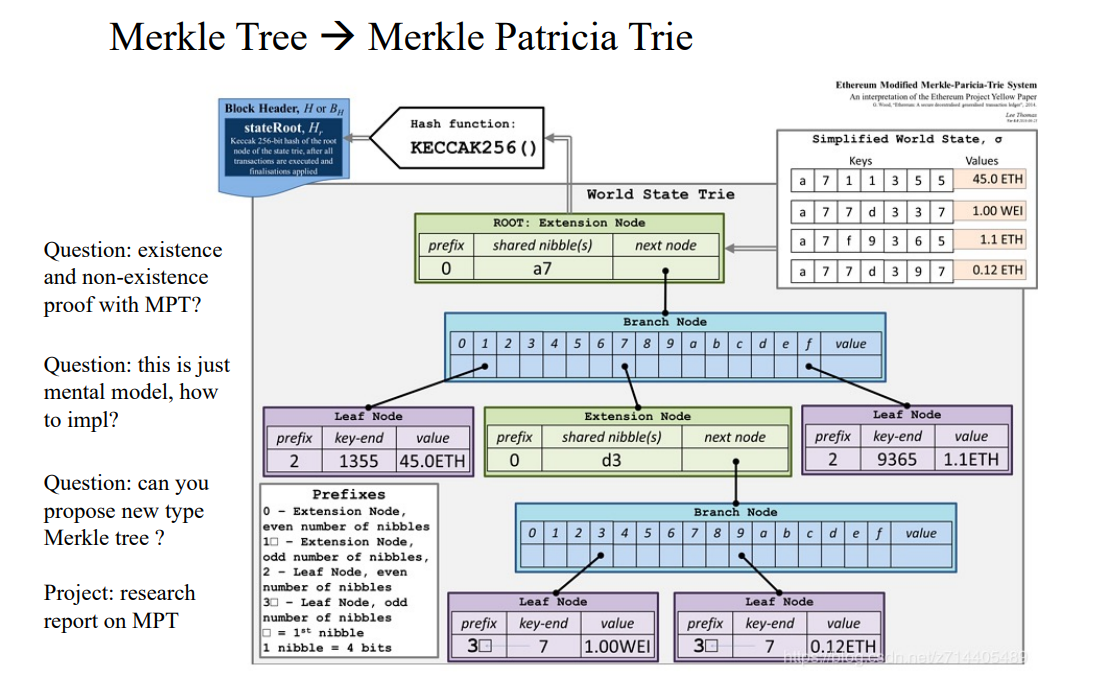 Merkle Tree → Merkle Patricia Trie
Ethereum Modified Merkle-Paricia-Trie System
An interpretation of the Ethereum Project Yellow Paper
G. Wood, "Ethereum: A secure decentralised generalised transaction ledger", 2014.
Lee Thomas
Block Header, H or B_H
stateRoot, H_r
Keccak 256-bit hash of the root
node of the state trie, after all
transactions are executed and
finalisations applied
Hash function:
KECCAK256()
Simplified World State, σ
Keys Values
a 7 1 1 3 5 5 45.0 ETH
a 7 7 d 3 3 7 1.00 WEI
a 7 f 9 3 6 5 1.1 ETH
a 7 7 d 3 9 7 0.12 ETH
World State Trie
ROOT: Extension Node
prefix shared nibble(s) next node
0 a7
Question: existence
and non-existence
proof with MPT?
Question: this is just
mental model, how
to impl?
Question: can you
propose new type
Merkle tree ?
Project: research
report on MPT
Branch Node
0 1 2 3 4 5 6 7 8 9 a b c d e f value
Leaf Node
prefix key-end value
2 1355 45.0ETH
Extension Node
prefix shared nibble(s) next node
0 d3
Leaf Node
prefix key-end value
2 9365 1.1ETH
Prefixes
0 – Extension Node,
even number of nibbles
1□ – Extension Node,
odd number of nibbles,
2 – Leaf Node, even
number of nibbles
3□ – Leaf Node, odd
number of nibbles
□ = 1st nibble
1 nibble = 4 bits
Branch Node
0 1 2 3 4 5 6 7 8 9 a b c d e f value
Leaf Node
prefix key-end value
3□ 7 1.00WEI
Leaf Node
prefix key-end value
3□ 7 0.12ETH